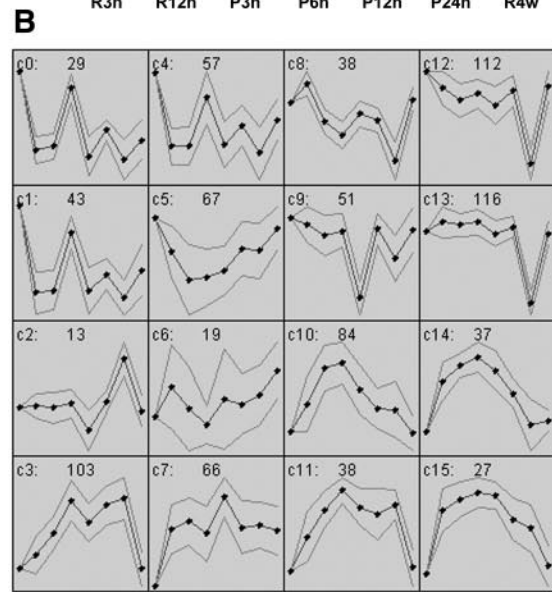 R3h R12h P3h P6h P12h P24h R4w
B
c0: 29 c4: 57 c8: 38 c12: 112
c1: 43 c5: 67 c9: 51 c13: 116
c2: 13 c6: 19 c10: 84 c14: 37
c3: 103 c7: 66 c11: 38 c15: 27